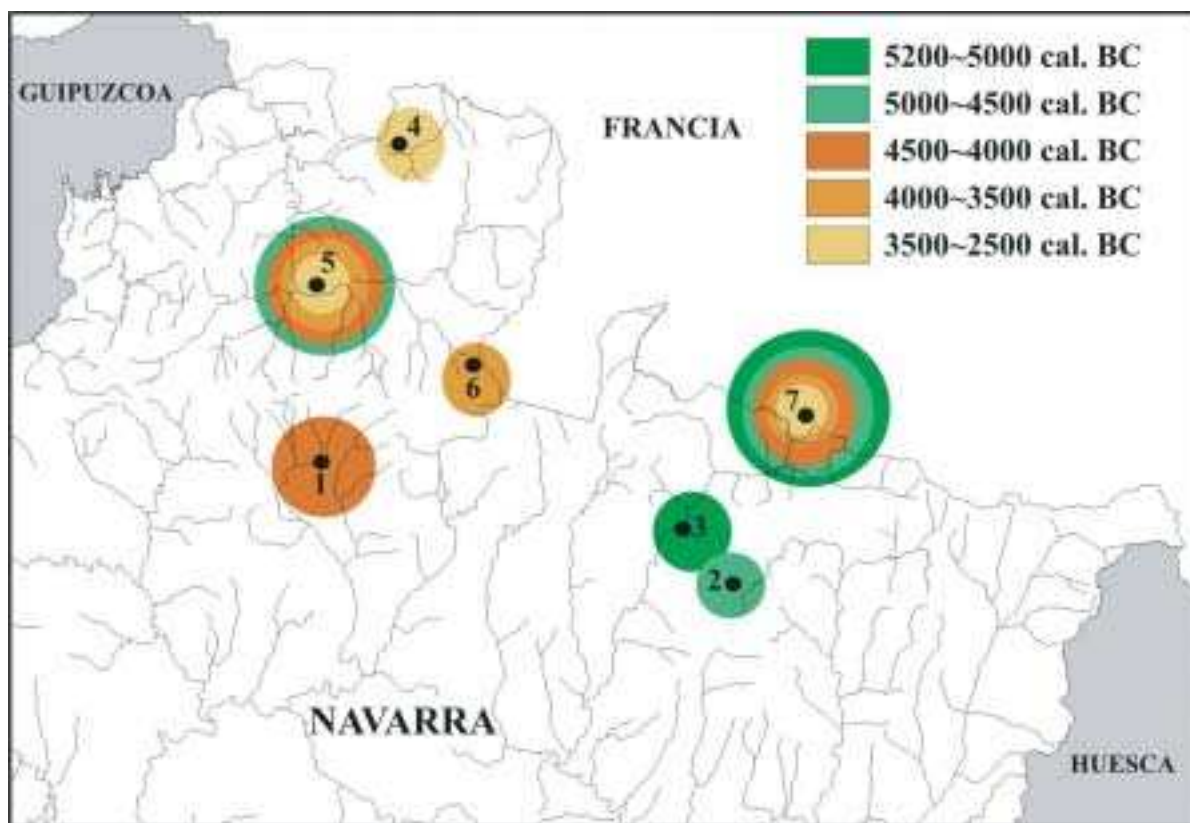 GUIPUZCOA
FRANCIA
5200~5000 cal. BC
5000~4500 cal. BC
4500~4000 cal. BC
4000~3500 cal. BC
3500~2500 cal. BC
4
5
6
7
1
3
2
NAVARRA
HUESCA